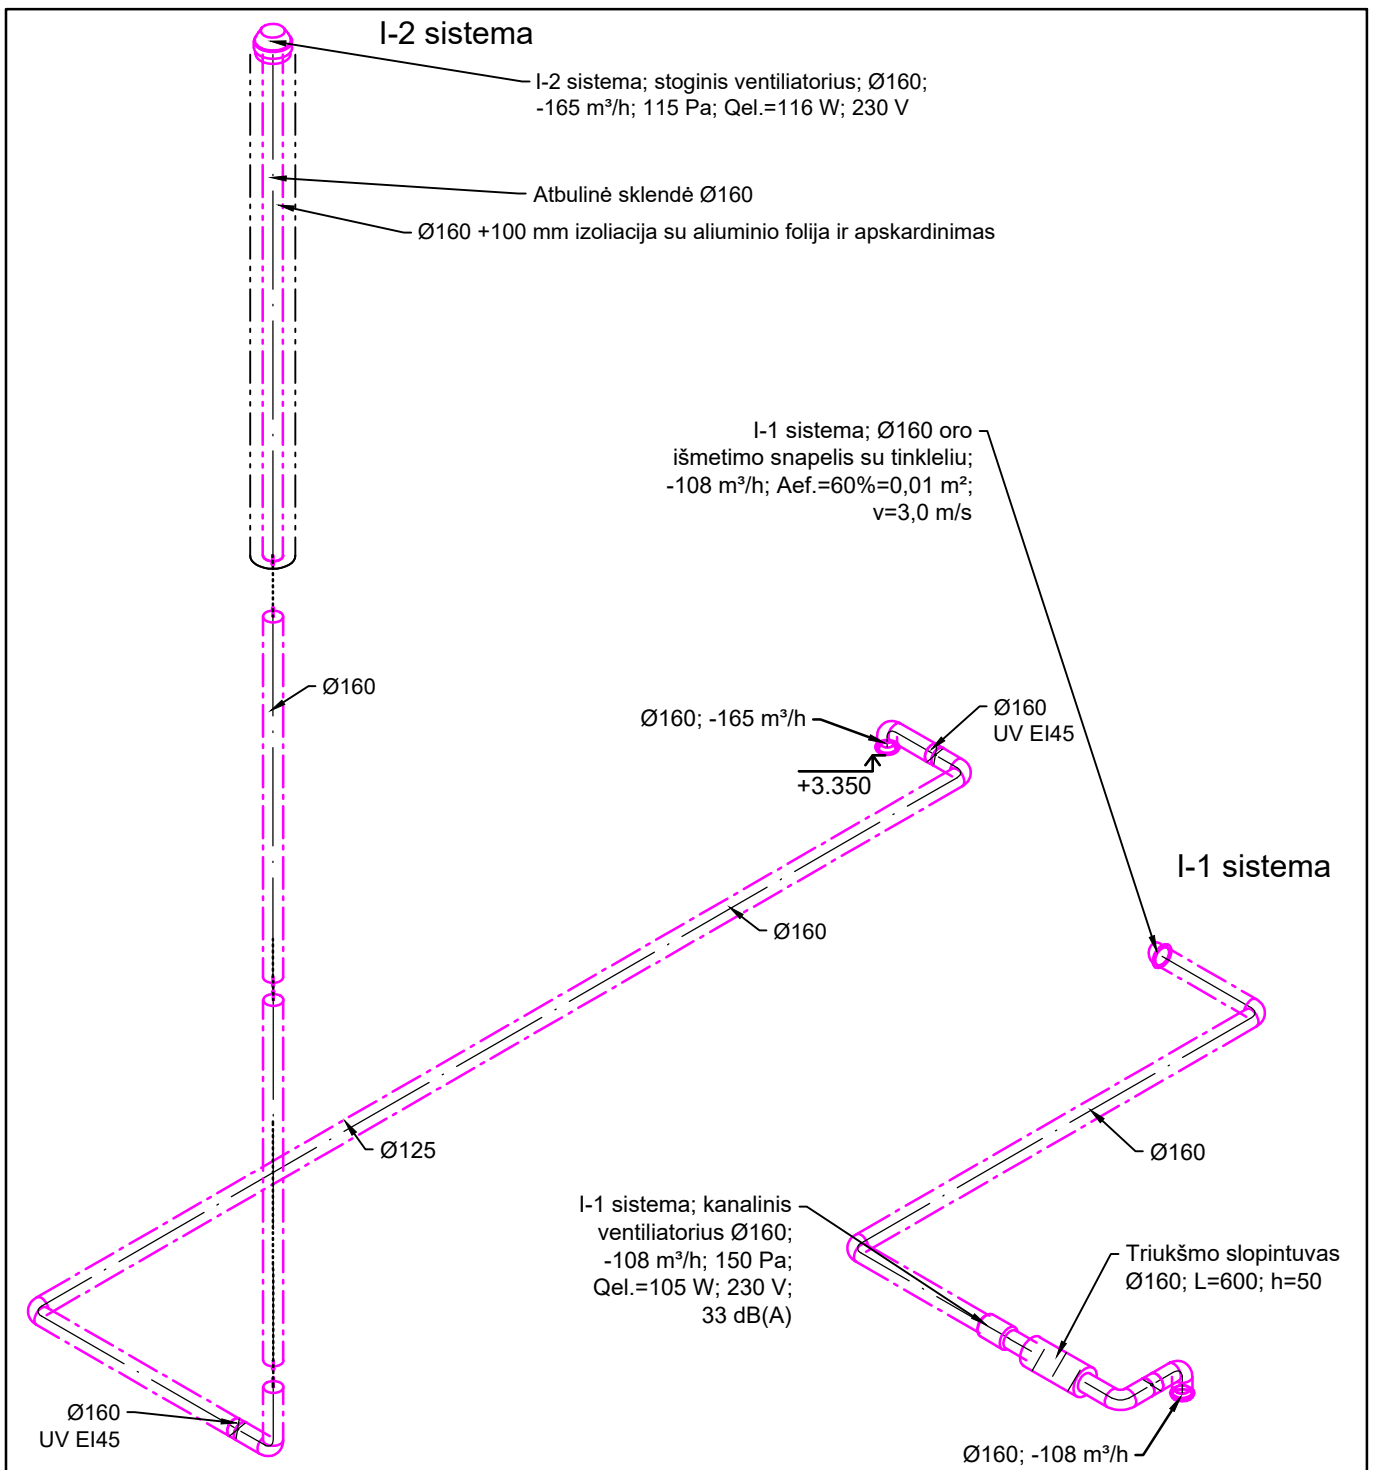 I-2 sistema
I-2 sistema; stoginis ventiliatorius; Ø160;
-165 m³/h; 115 Pa; Qel.=116 W; 230 V
Atbulinė sklendė Ø160
Ø160 +100 mm izoliacija su aliuminio folija ir apskardinimas
I-1 sistema; Ø160 oro
išmetimo snapelis su tinkleliu;
-108 m³/h; Aef.=60%=0,01 m²;
v=3,0 m/s
Ø160
Ø160; -165 m³/h
Ø160
UV EI45
+3.350
I-1 sistema
Ø160
Ø125
Ø160
I-1 sistema; kanalinis
ventiliatorius Ø160;
-108 m³/h; 150 Pa;
Qel.=105 W; 230 V;
33 dB(A)
Triukšmo slopintuvas
Ø160; L=600; h=50
Ø160
UV EI45
Ø160; -108 m³/h